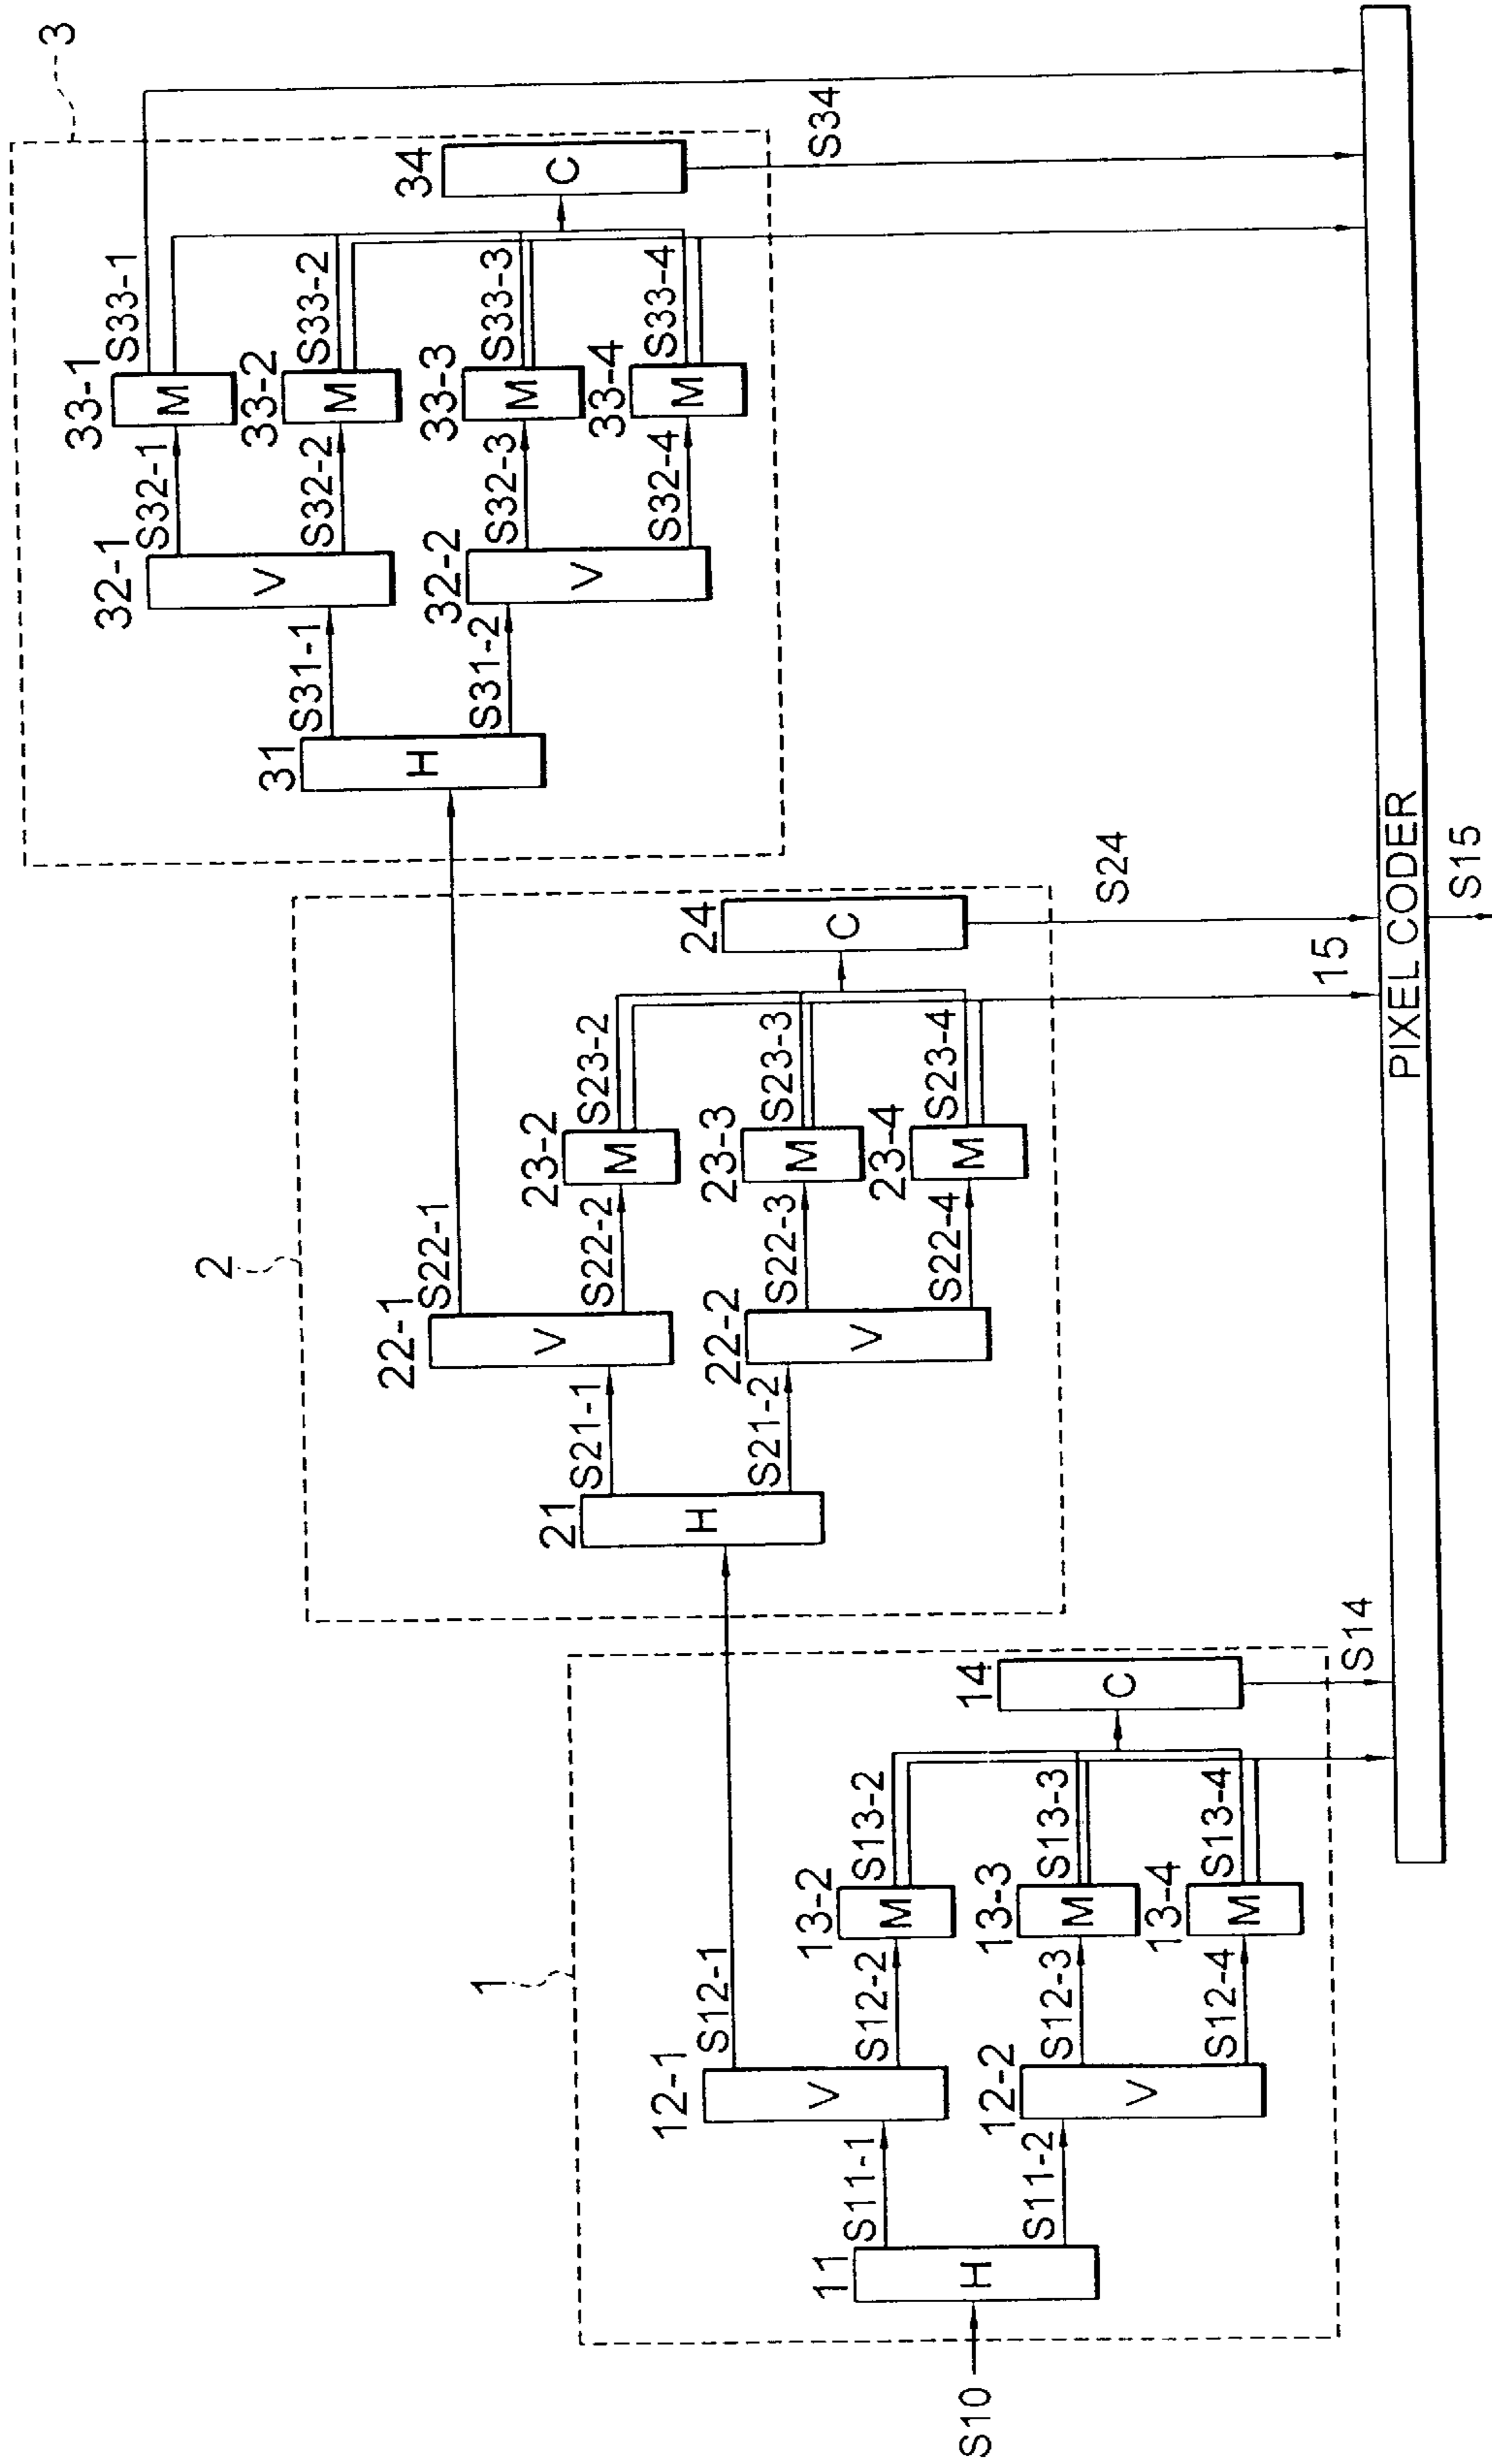 1
S10
11
H
S11-1
S11-2
12-1
V
12-2
V
S12-1
S12-2
S12-3
S12-4
13-2
M
13-3
M
13-4
M
S13-2
S13-3
S13-4
14
C
S14
2
21
H
S21-1
S21-2
22-1
V
22-2
V
S22-1
S22-2
S22-3
S22-4
23-2
M
23-3
M
23-4
M
S23-2
S23-3
S23-4
24
C
S24
3
31
H
S31-1
S31-2
32-1
V
32-2
V
S32-1
S32-2
S32-3
S32-4
33-1
M
33-2
M
33-3
M
33-4
M
S33-1
S33-2
S33-3
S33-4
34
C
S34
15
PIXEL CODER
S15